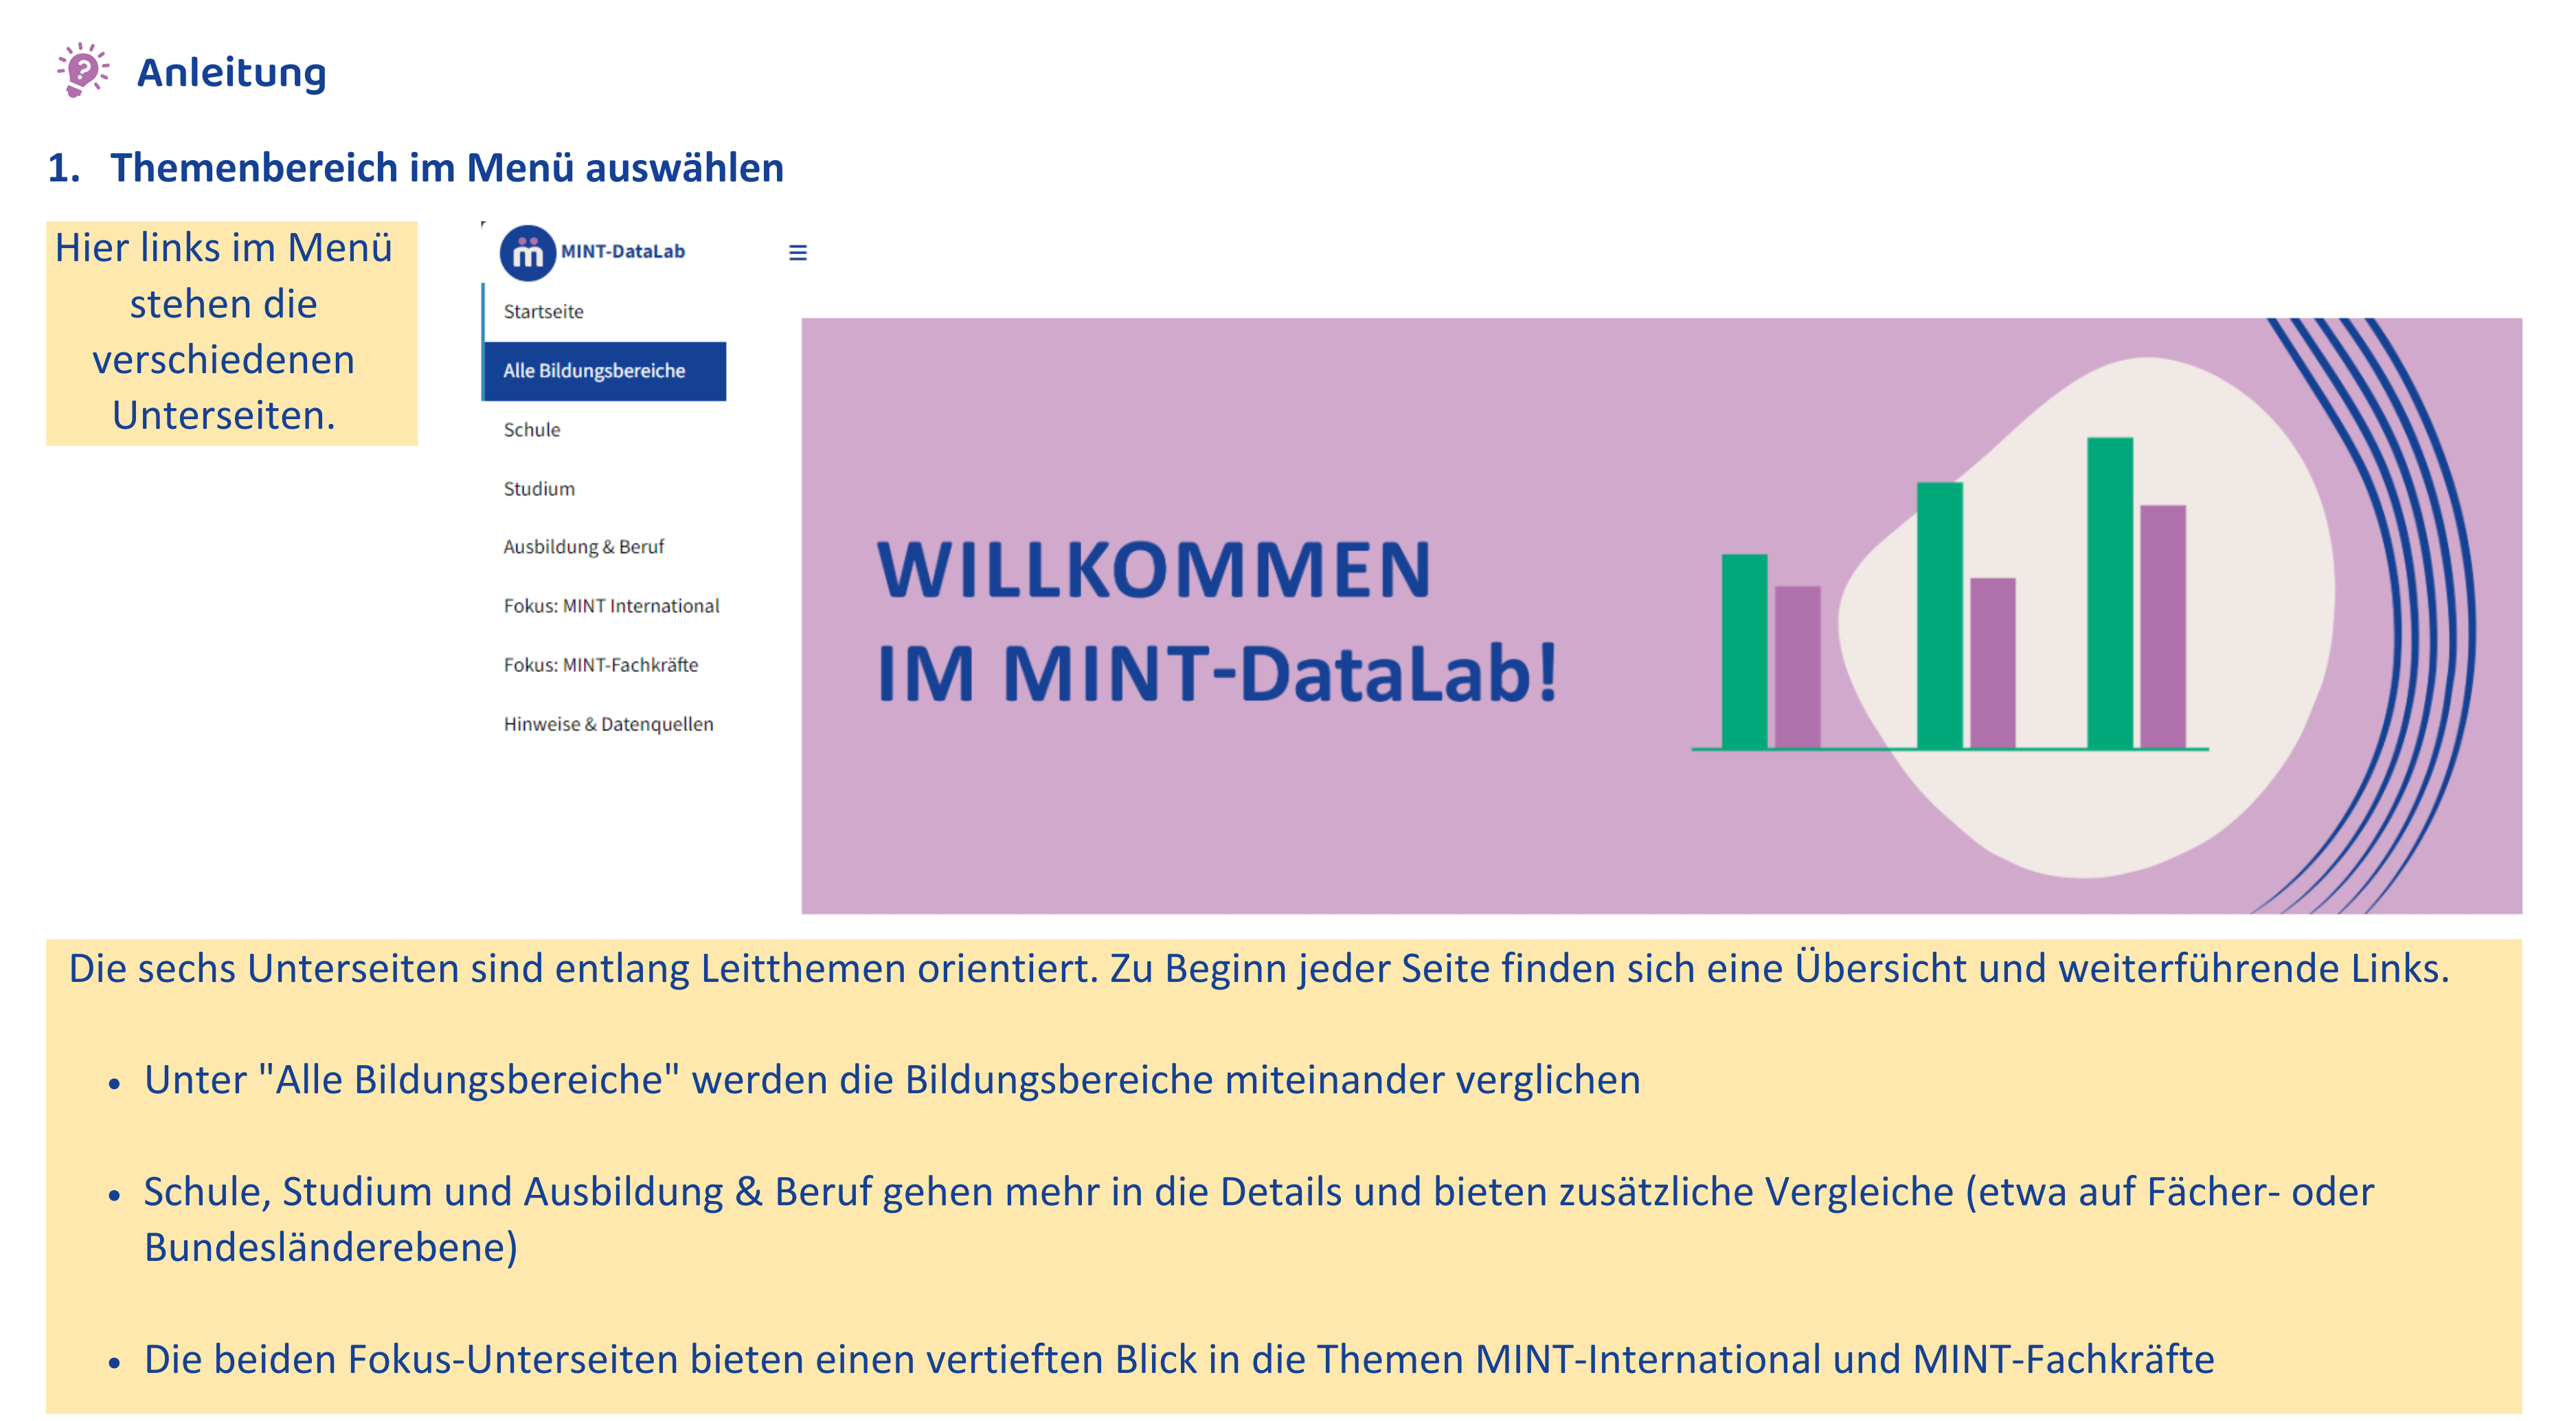 Anleitung
1. Themenbereich im Menü auswählen
Hier links im Menü
stehen die
verschiedenen
Unterseiten.
MINT-DataLab
Startseite
Alle Bildungsbereiche
Schule
Studium
Ausbildung & Beruf
Fokus: MINT International
Fokus: MINT-Fachkräfte
Hinweise & Datenquellen
WILLKOMMEN
IM MINT-DataLab!
Die sechs Unterseiten sind entlang Leitthemen orientiert. Zu Beginn jeder Seite finden sich eine Übersicht und weiterführende Links.
• Unter "Alle Bildungsbereiche" werden die Bildungsbereiche miteinander verglichen
• Schule, Studium und Ausbildung & Beruf gehen mehr in die Details und bieten zusätzliche Vergleiche (etwa auf Fächer- oder
Bundesländerebene)
• Die beiden Fokus-Unterseiten bieten einen vertieften Blick in die Themen MINT-International und MINT-Fachkräfte